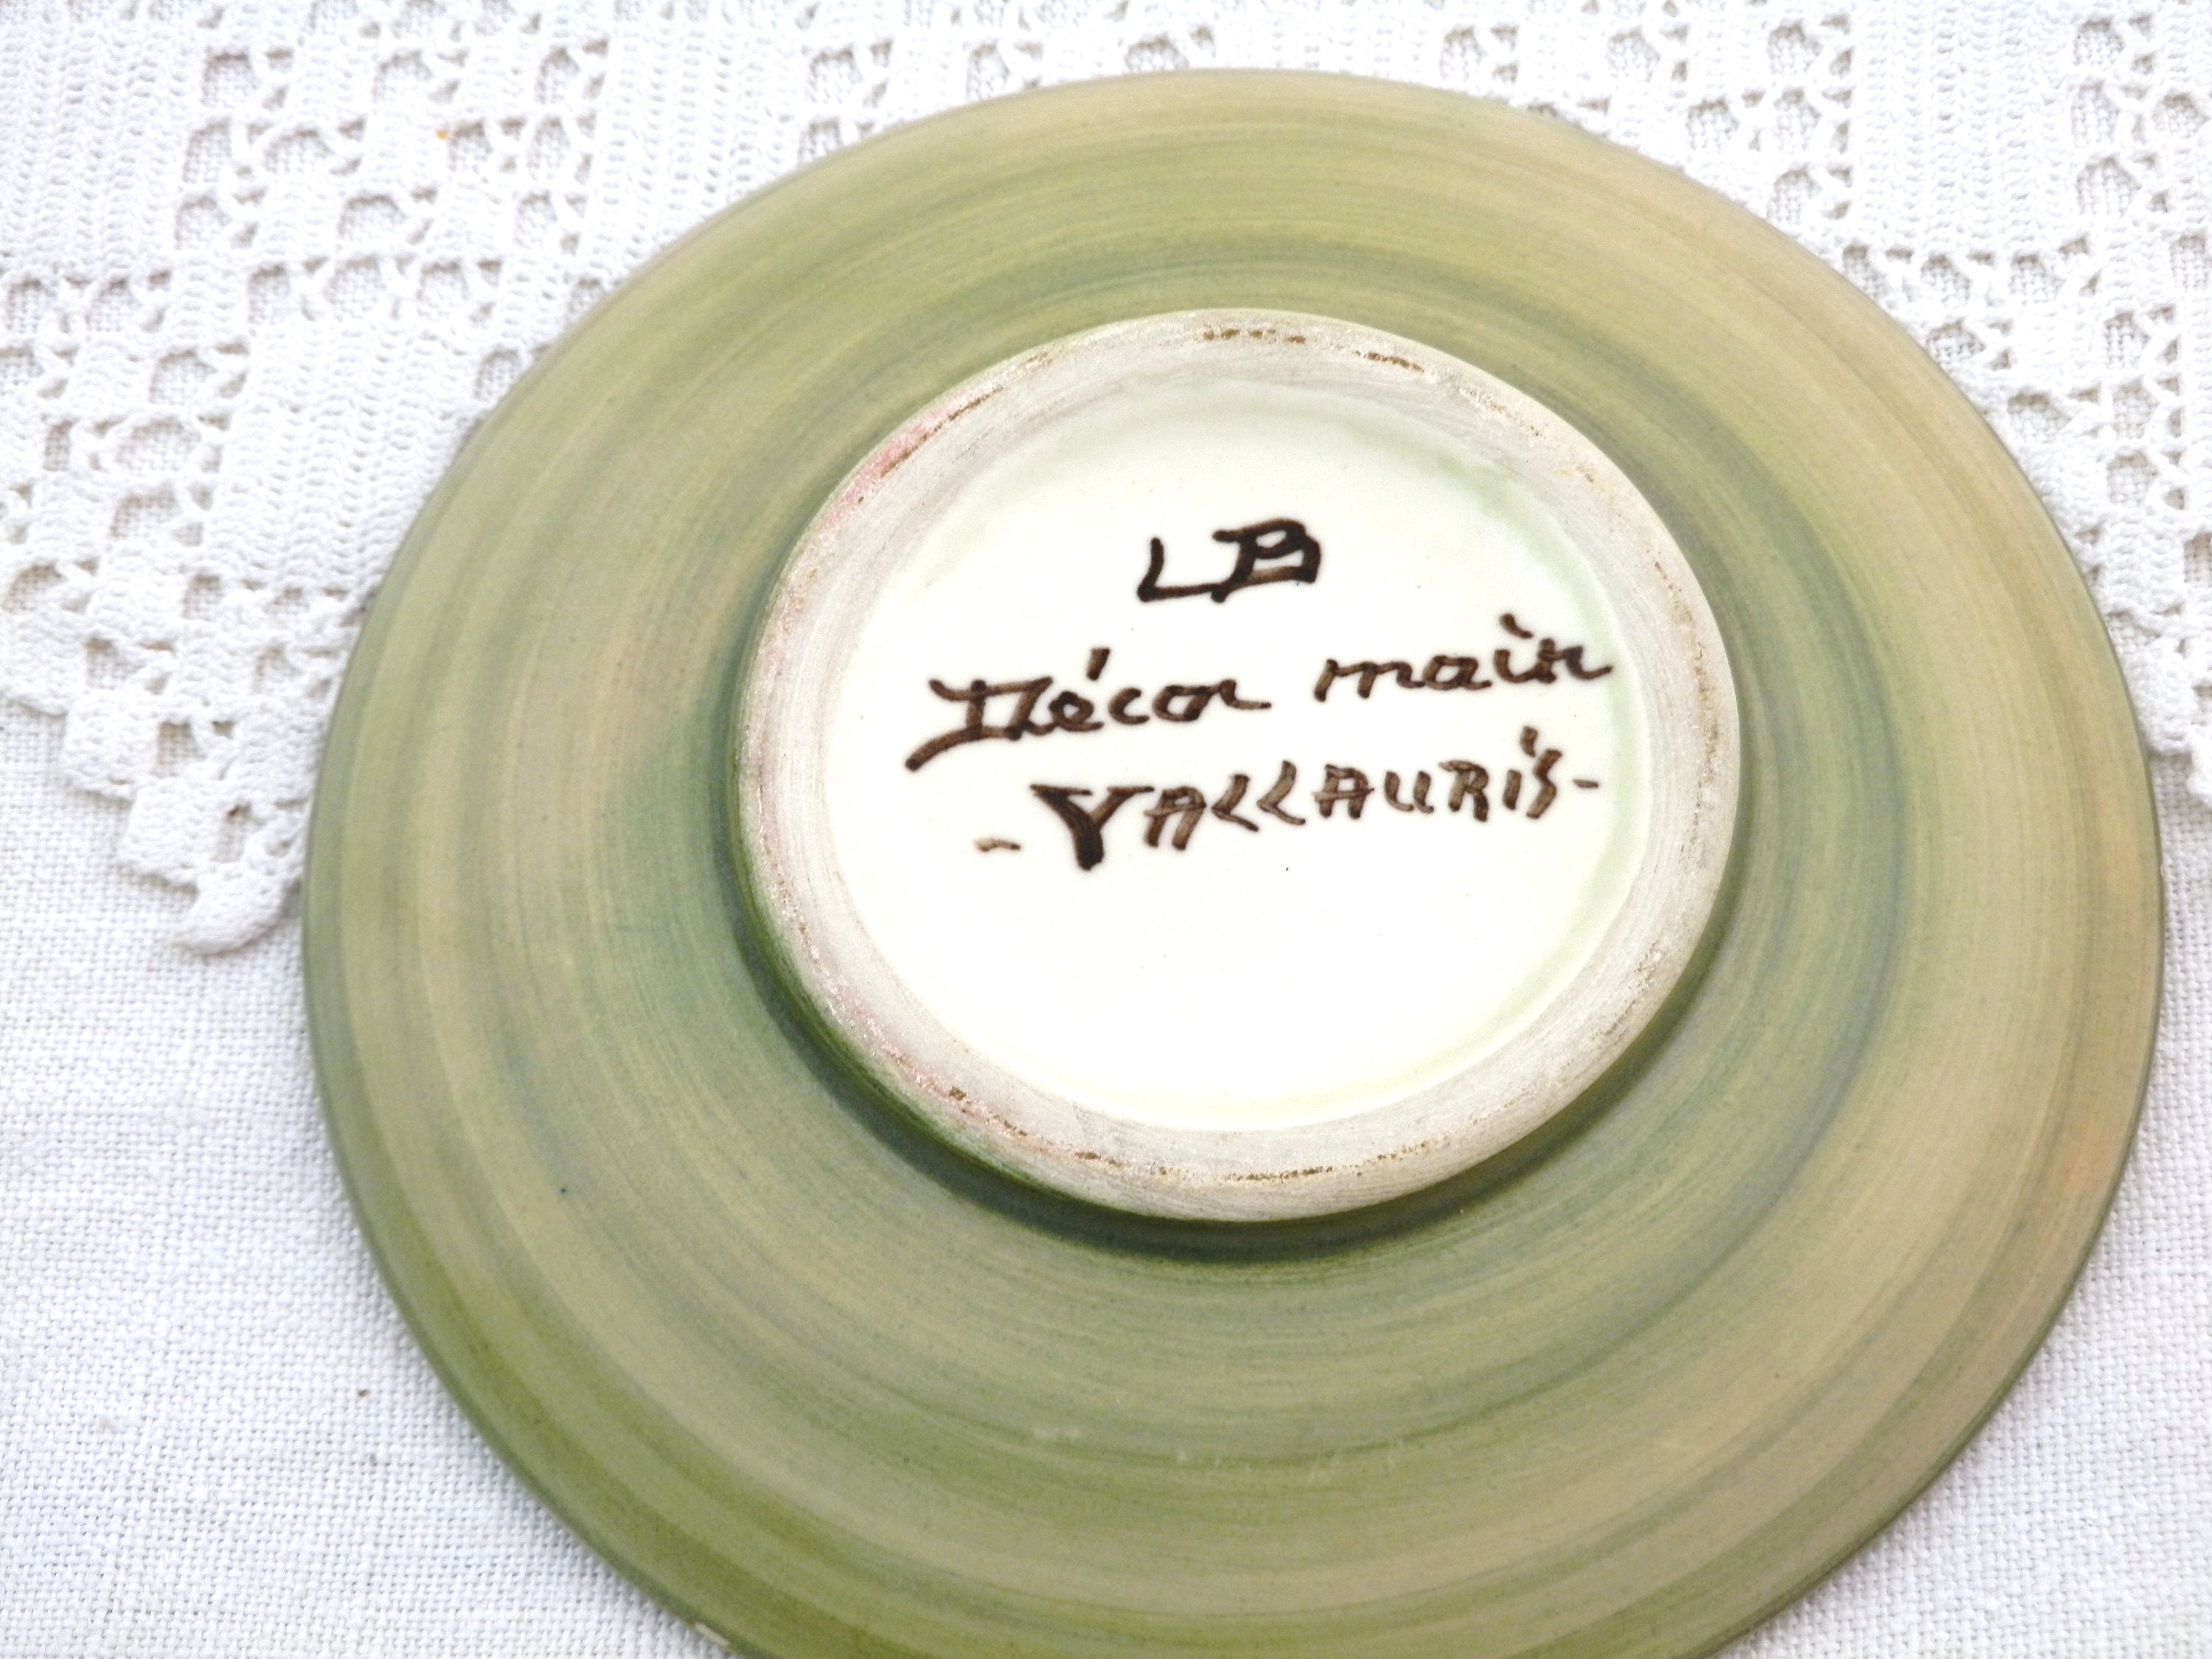 LB
Décor main
- VALLAURiS -